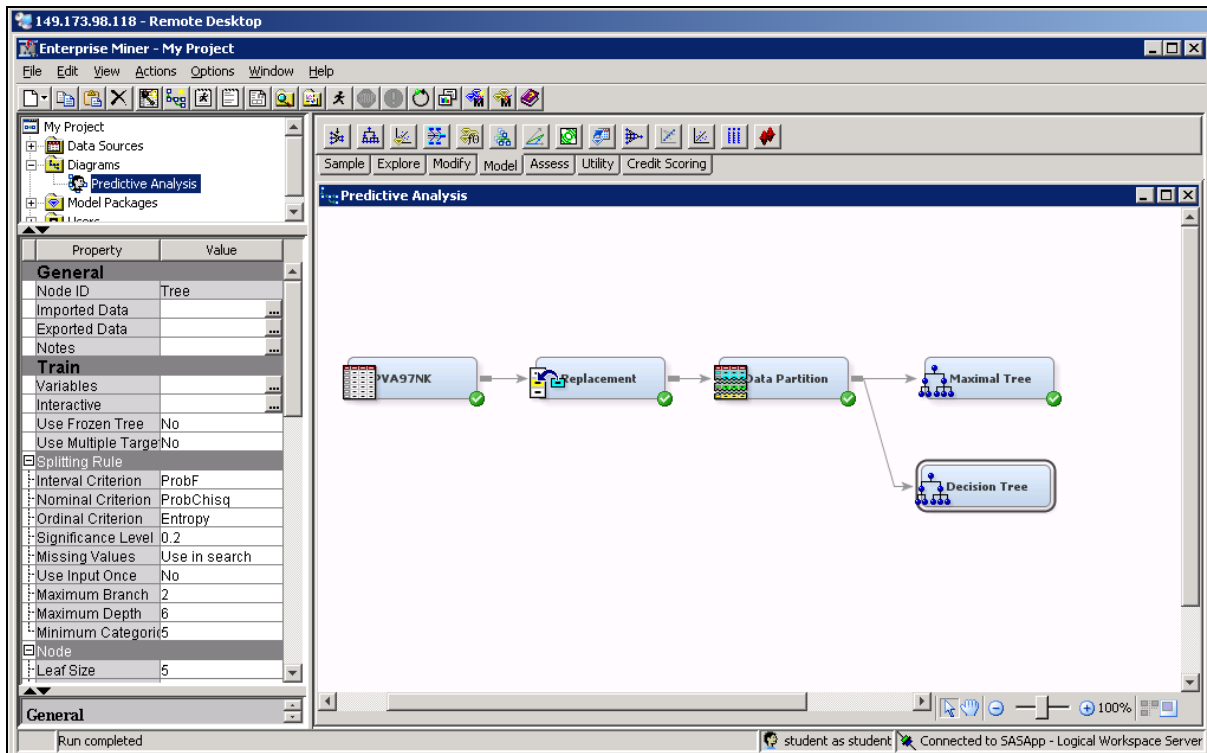 149.173.98.118 - Remote Desktop
Enterprise Miner - My Project
File Edit View Actions Options Window Help
My Project
Data Sources
Diagrams
Predictive Analysis
Model Packages
Users
Sample Explore Modify Model Assess Utility Credit Scoring
Predictive Analysis
Property Value
General
Node ID Tree
Imported Data ...
Exported Data ...
Notes ...
Train
Variables ...
Interactive ...
Use Frozen Tree No
Use Multiple Targe No
Splitting Rule
Interval Criterion ProbF
Nominal Criterion ProbChisq
Ordinal Criterion Entropy
Significance Level 0.2
Missing Values Use in search
Use Input Once No
Maximum Branch 2
Maximum Depth 6
Minimum Categori 5
Node
Leaf Size 5
General
PVA97NK
Replacement
Data Partition
Maximal Tree
Decision Tree
100%
Run completed
student as student Connected to SASApp - Logical Workspace Server